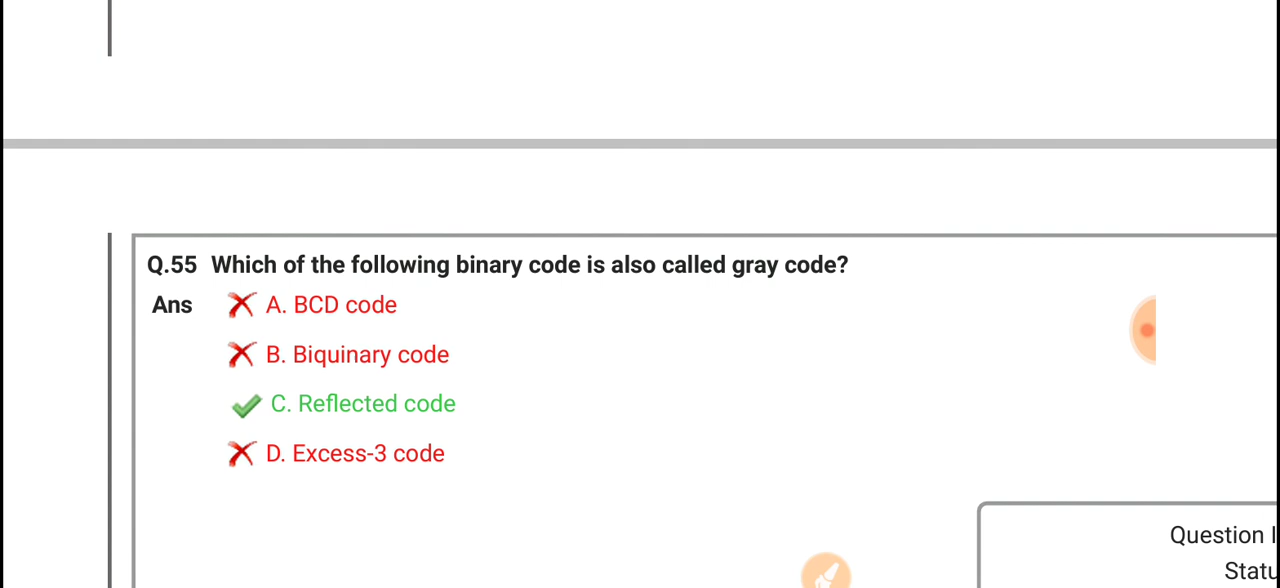 Q.55 Which of the following binary code is also called gray code?
Ans A. BCD code
B. Biquinary code
C. Reflected code
D. Excess-3 code
Question